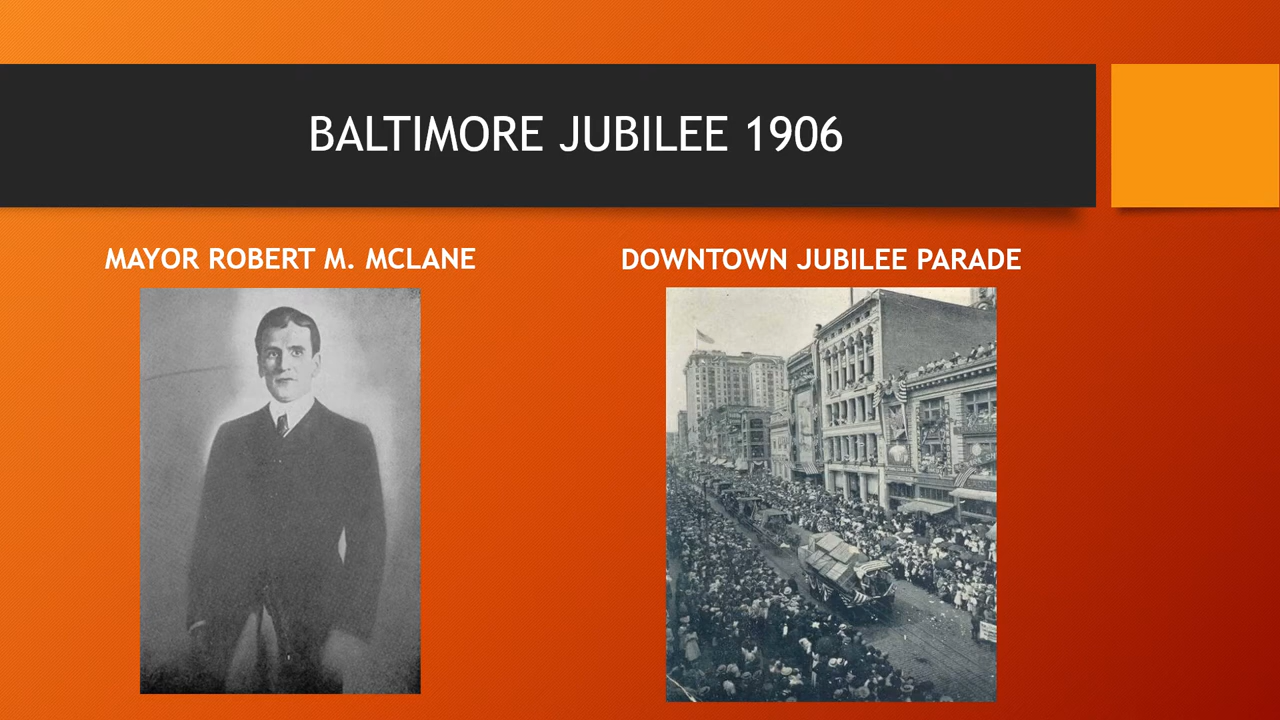 BALTIMORE JUBILEE 1906
MAYOR ROBERT M. MCLANE
DOWNTOWN JUBILEE PARADE